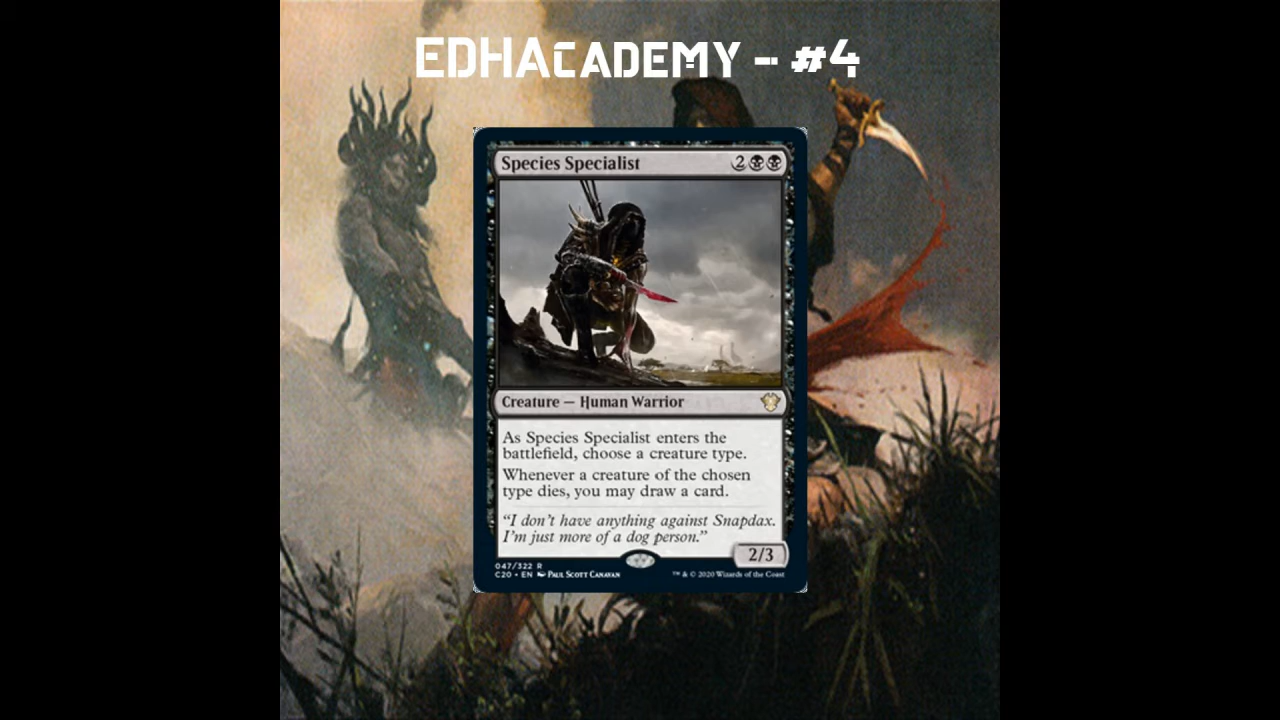 EDHACADEMY - #4
Species Specialist 2
Creature — Human Warrior
As Species Specialist enters the
battlefield, choose a creature type.
Whenever a creature of the chosen
type dies, you may draw a card.
“I don’t have anything against Snapdax.
I’m just more of a dog person.”
2/3
047/322 R
C20 • EN Paul Scott Canavan
™ & © 2020 Wizards of the Coast